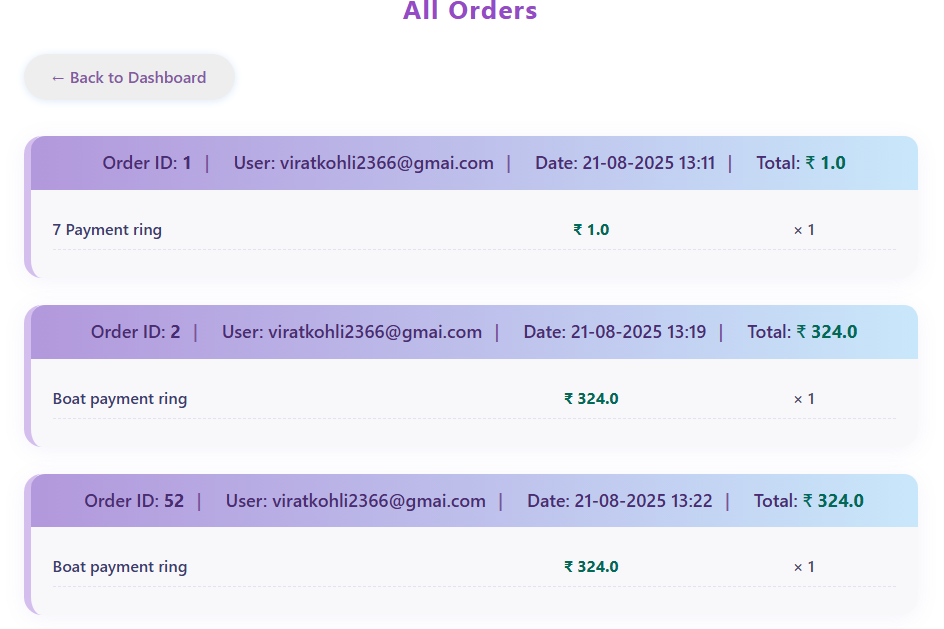 All Orders
← Back to Dashboard
Order ID: 1 | User: viratkohli2366@gmai.com | Date: 21-08-2025 13:11 | Total: ₹ 1.0
7 Payment ring ₹ 1.0 × 1
Order ID: 2 | User: viratkohli2366@gmai.com | Date: 21-08-2025 13:19 | Total: ₹ 324.0
Boat payment ring ₹ 324.0 × 1
Order ID: 52 | User: viratkohli2366@gmai.com | Date: 21-08-2025 13:22 | Total: ₹ 324.0
Boat payment ring ₹ 324.0 × 1